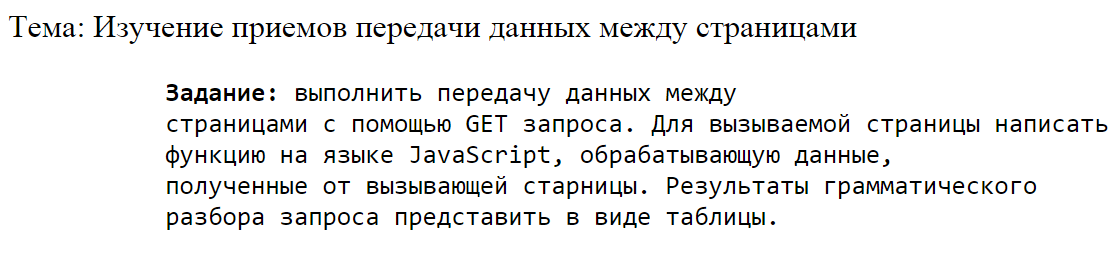 Тема: Изучение приемов передачи данных между страницами
Задание: выполнить передачу данных между
страницами с помощью GET запроса. Для вызываемой страницы написать
функцию на языке JavaScript, обрабатывающую данные,
полученные от вызывающей старницы. Результаты грамматического
разбора запроса представить в виде таблицы.